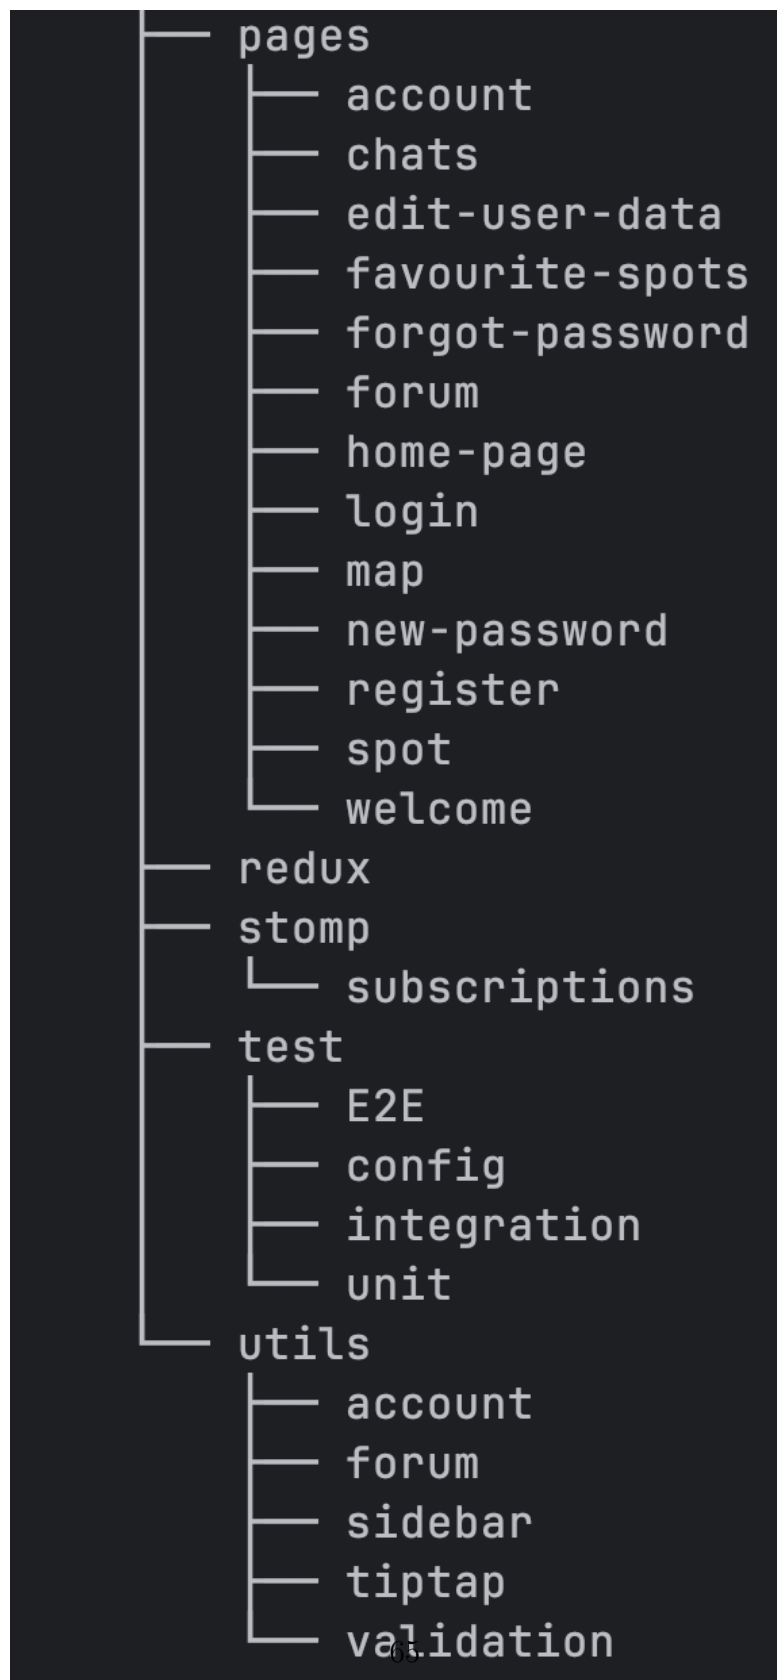 pages
account
chats
edit-user-data
favourite-spots
forgot-password
forum
home-page
login
map
new-password
register
spot
welcome
redux
stomp
subscriptions
test
E2E
config
integration
unit
utils
account
forum
sidebar
tiptap
validation
65